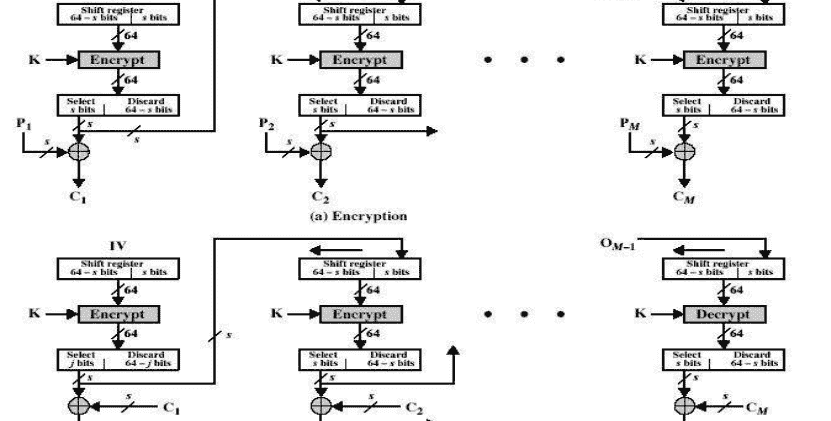 Shift register Shift register Shift register
64 – s bits | s bits 64 – s bits | s bits 64 – s bits | s bits
64 64 64
K Encrypt K Encrypt K Encrypt
64 64 64
Select Discard Select Discard Select Discard
s bits | 64 – s bits s bits | 64 – s bits s bits | 64 – s bits
P1 s P2 s PM s
s s s s
C1 C2 CM
(a) Encryption
IV OM–1
Shift register Shift register Shift register
64 – s bits | s bits 64 – s bits | s bits 64 – s bits | s bits
64 64 64
K Encrypt K Encrypt K Decrypt
64 s 64 64
Select Discard Select Discard Select Discard
j bits | 64 – j bits s bits | 64 – s bits s bits | 64 – s bits
s s s
s C1 s C2 s CM